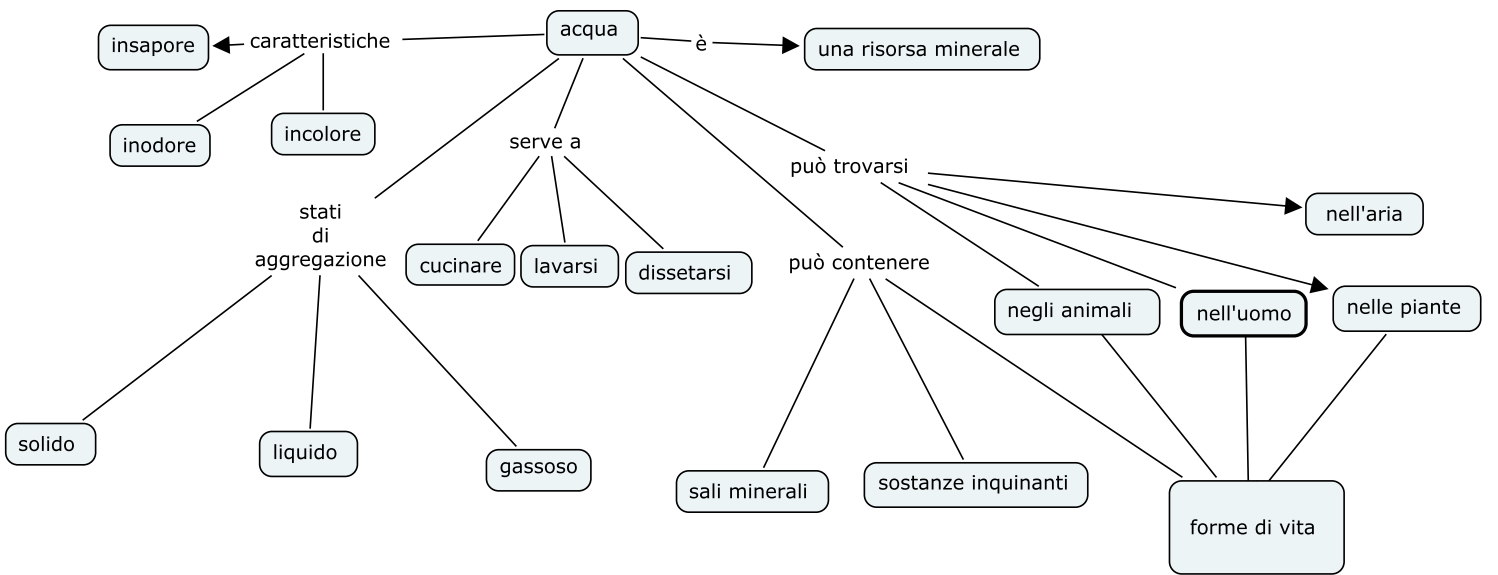 acqua
insapore
caratteristiche
è
una risorsa minerale
inodore
incolore
serve a
può trovarsi
stati
di
aggregazione
nell'aria
cucinare
lavarsi
dissetarsi
può contenere
negli animali
nell'uomo
nelle piante
solido
liquido
gassoso
sali minerali
sostanze inquinanti
forme di vita